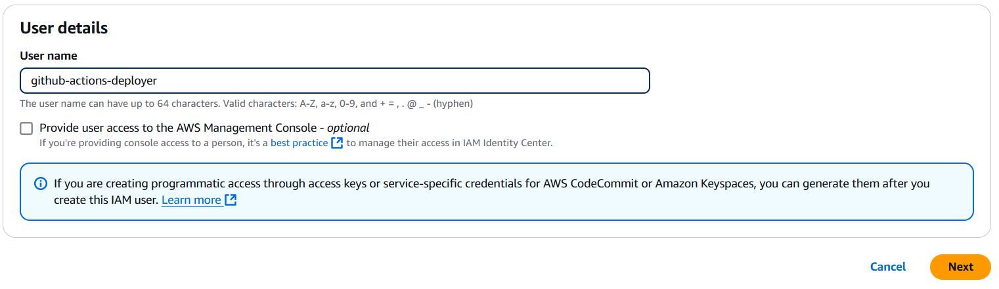 User details
User name
github-actions-deployer
The user name can have up to 64 characters. Valid characters: A-Z, a-z, 0-9, and + = , . @ _ - (hyphen)
Provide user access to the AWS Management Console - optional
If you're providing console access to a person, it's a best practice to manage their access in IAM Identity Center.
If you are creating programmatic access through access keys or service-specific credentials for AWS CodeCommit or Amazon Keyspaces, you can generate them after you
create this IAM user. Learn more
Cancel
Next